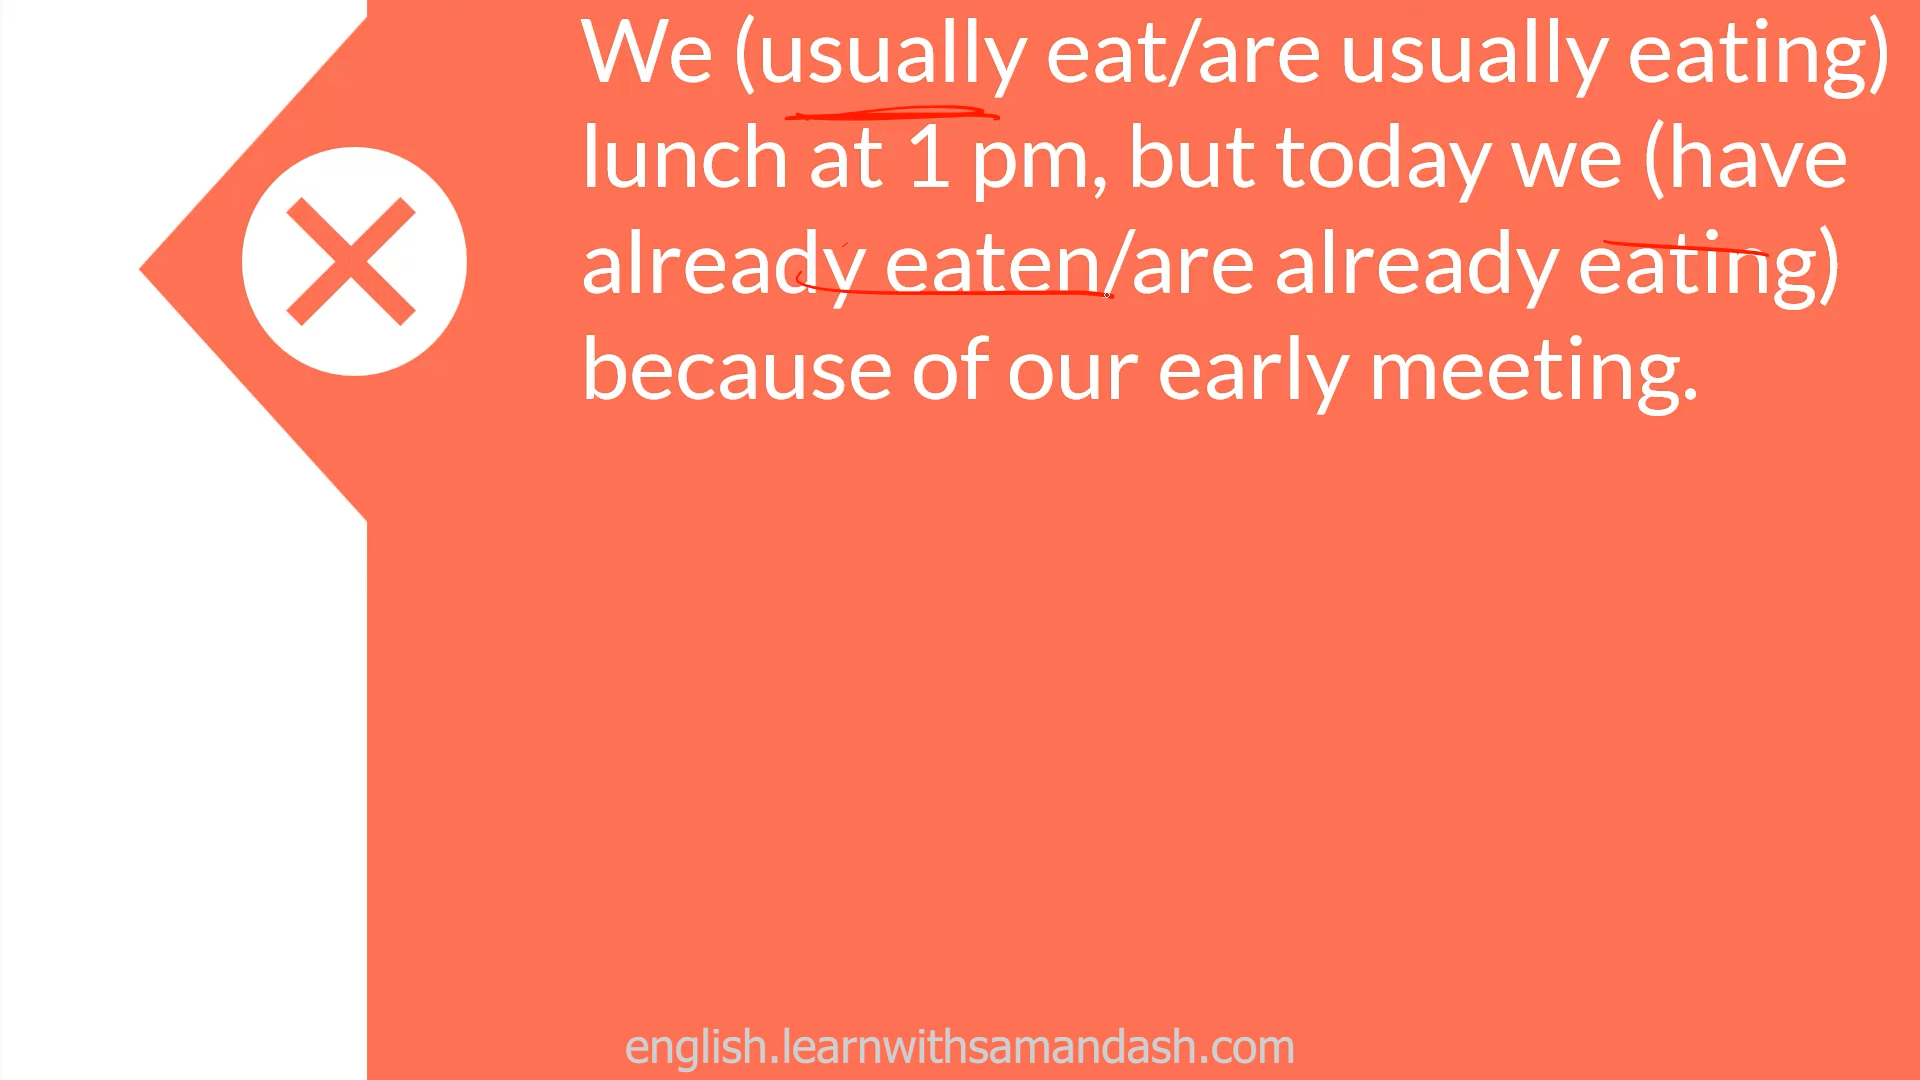 We (usually eat/are usually eating)
lunch at 1 pm, but today we (have
already eaten/are already eating)
because of our early meeting.
english.learnwithsamandash.com